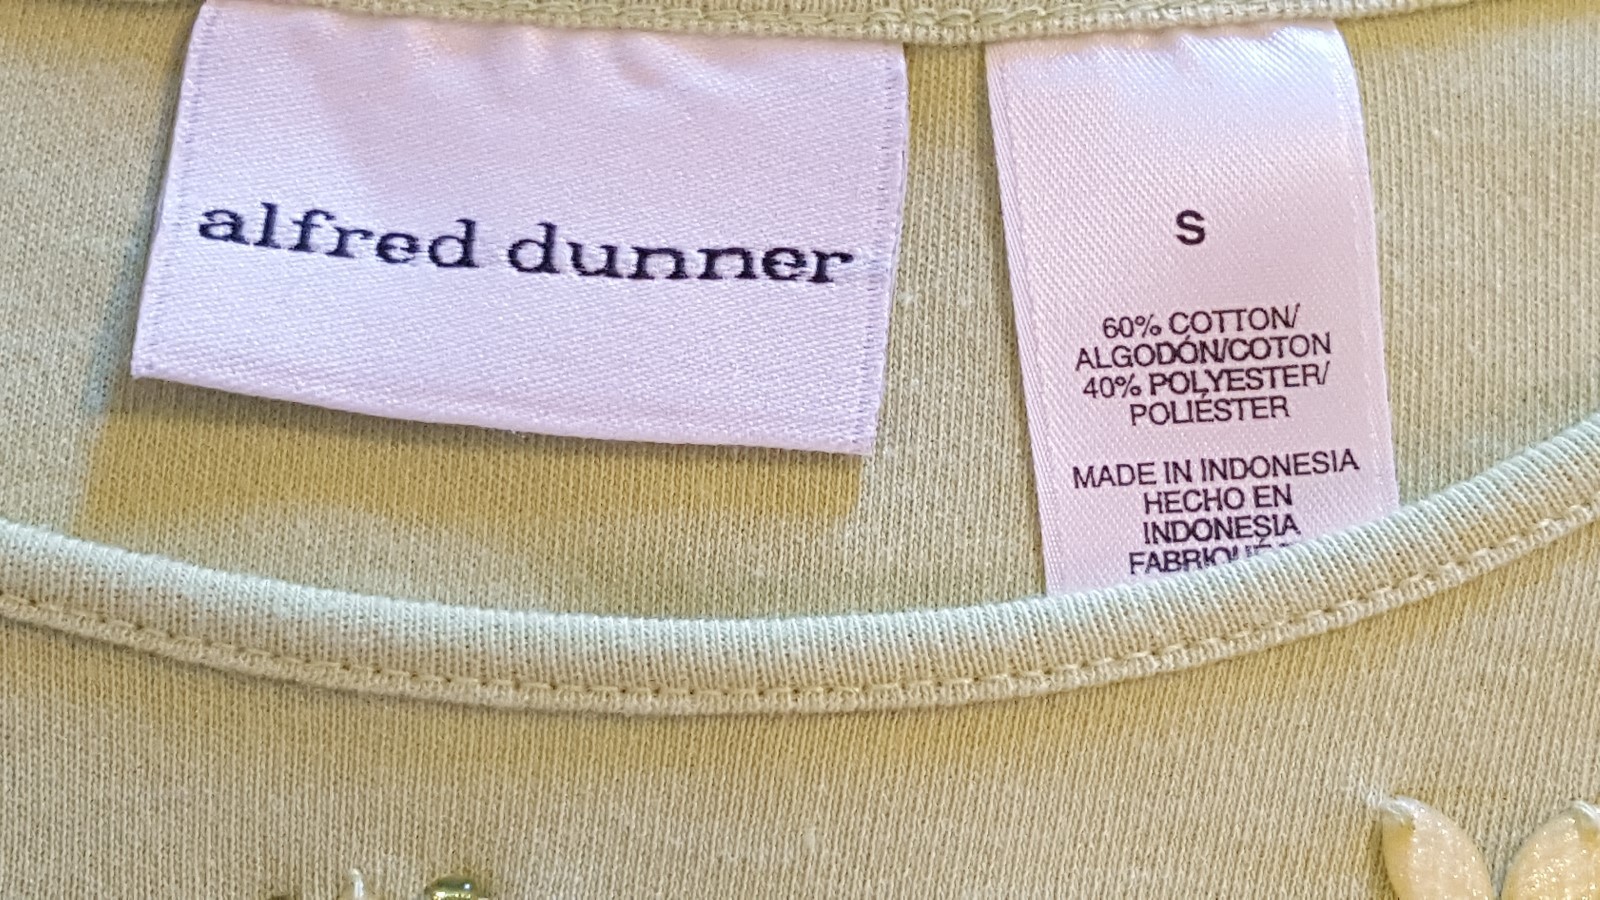 alfred dunner
S
60% COTTON/
ALGODÓN/COTON
40% POLYESTER/
POLIÉSTER
MADE IN INDONESIA
HECHO EN
INDONESIA